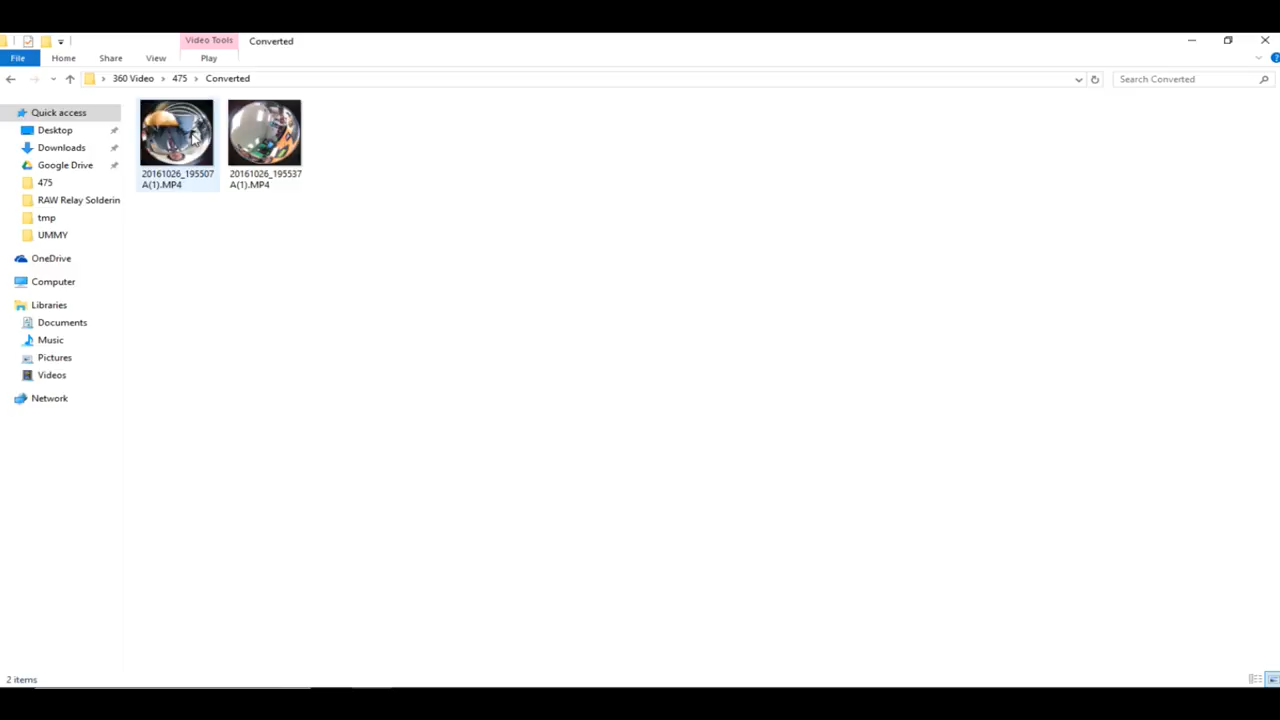 Video Tools
Converted
File
Home
Share
View
Play
360 Video
475
Converted
Search Converted
Quick access
Desktop
Downloads
Google Drive
475
RAW Relay Solderin
tmp
UMMY
OneDrive
Computer
Libraries
Documents
Music
Pictures
Videos
Network
20161026_195507
A(1).MP4
20161026_195537
A(1).MP4
2 items